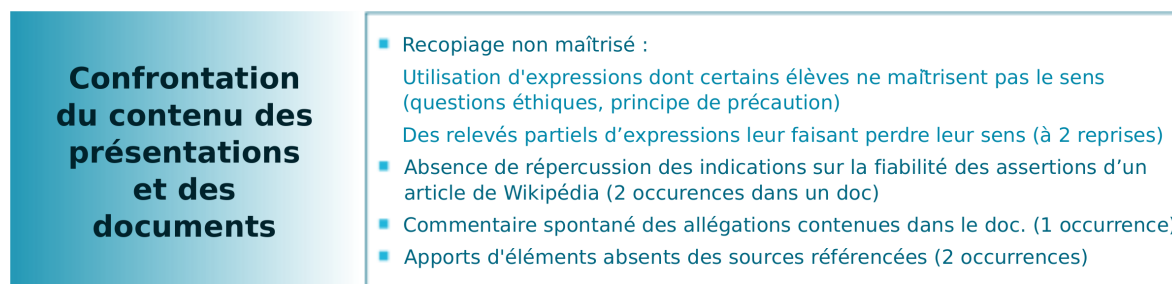 Confrontation
du contenu des
présentations
et des
documents
Recopiage non maîtrisé :
Utilisation d'expressions dont certains élèves ne maîtrisent pas le sens
(questions éthiques, principe de précaution)
Des relevés partiels d’expressions leur faisant perdre leur sens (à 2 reprises)
Absence de répercussion des indications sur la fiabilité des assertions d’un
article de Wikipédia (2 occurences dans un doc)
Commentaire spontané des allégations contenues dans le doc. (1 occurrence)
Apports d'éléments absents des sources référencées (2 occurrences)